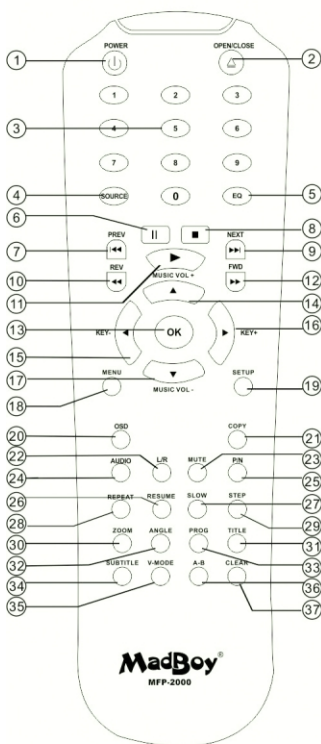 POWER OPEN/CLOSE
1 2
1 2 3
3 4 5 6
7 8 9
4 SOURCE 0 EQ 5
6 8
PREV NEXT
7 9
REV FWD
10 12
11 MUSIC VOL + 14
13 KEY- OK KEY+ 16
15
17 MUSIC VOL -
MENU SETUP
18 19
OSD COPY
20 21
22 AUDIO L/R MUTE P/N 23
24 25
26 REPEAT RESUME SLOW STEP 27
28 29
ZOOM ANGLE PROG TITLE
30 31
32 33
SUBTITLE V-MODE A-B CLEAR
34 36
35 37
MadBoy®
MFP-2000